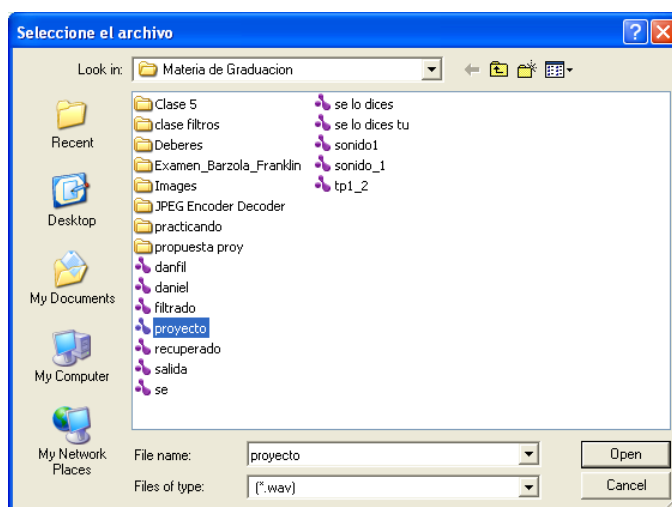 Seleccione el archivo
Look in:
Materia de Graduacion
Recent
Desktop
My Documents
My Computer
My Network
Places
Clase 5
clase filtros
Deberes
Examen_Barzola_Franklin
Images
JPEG Encoder Decoder
practicando
propuesta proy
danfil
daniel
filtrado
proyecto
recuperado
salida
se
se lo dices
se lo dices tu
sonido1
sonido_1
tp1_2
File name:
proyecto
Open
Files of type:
(*.wav)
Cancel